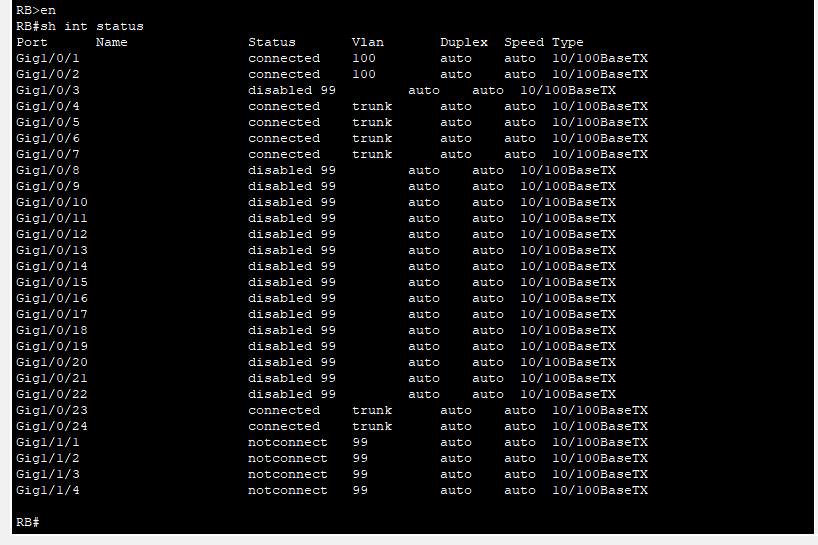 RB>en
RB#sh int status
Port      Name               Status       Vlan       Duplex  Speed Type
Gig1/0/1                     connected    100        auto    auto  10/100BaseTX
Gig1/0/2                     connected    100        auto    auto  10/100BaseTX
Gig1/0/3                     disabled 99         auto    auto  10/100BaseTX
Gig1/0/4                     connected    trunk      auto    auto  10/100BaseTX
Gig1/0/5                     connected    trunk      auto    auto  10/100BaseTX
Gig1/0/6                     connected    trunk      auto    auto  10/100BaseTX
Gig1/0/7                     connected    trunk      auto    auto  10/100BaseTX
Gig1/0/8                     disabled 99         auto    auto  10/100BaseTX
Gig1/0/9                     disabled 99         auto    auto  10/100BaseTX
Gig1/0/10                    disabled 99         auto    auto  10/100BaseTX
Gig1/0/11                    disabled 99         auto    auto  10/100BaseTX
Gig1/0/12                    disabled 99         auto    auto  10/100BaseTX
Gig1/0/13                    disabled 99         auto    auto  10/100BaseTX
Gig1/0/14                    disabled 99         auto    auto  10/100BaseTX
Gig1/0/15                    disabled 99         auto    auto  10/100BaseTX
Gig1/0/16                    disabled 99         auto    auto  10/100BaseTX
Gig1/0/17                    disabled 99         auto    auto  10/100BaseTX
Gig1/0/18                    disabled 99         auto    auto  10/100BaseTX
Gig1/0/19                    disabled 99         auto    auto  10/100BaseTX
Gig1/0/20                    disabled 99         auto    auto  10/100BaseTX
Gig1/0/21                    disabled 99         auto    auto  10/100BaseTX
Gig1/0/22                    disabled 99         auto    auto  10/100BaseTX
Gig1/0/23                    connected    trunk      auto    auto  10/100BaseTX
Gig1/0/24                    connected    trunk      auto    auto  10/100BaseTX
Gig1/1/1                     notconnect   99         auto    auto  10/100BaseTX
Gig1/1/2                     notconnect   99         auto    auto  10/100BaseTX
Gig1/1/3                     notconnect   99         auto    auto  10/100BaseTX
Gig1/1/4                     notconnect   99         auto    auto  10/100BaseTX
RB#